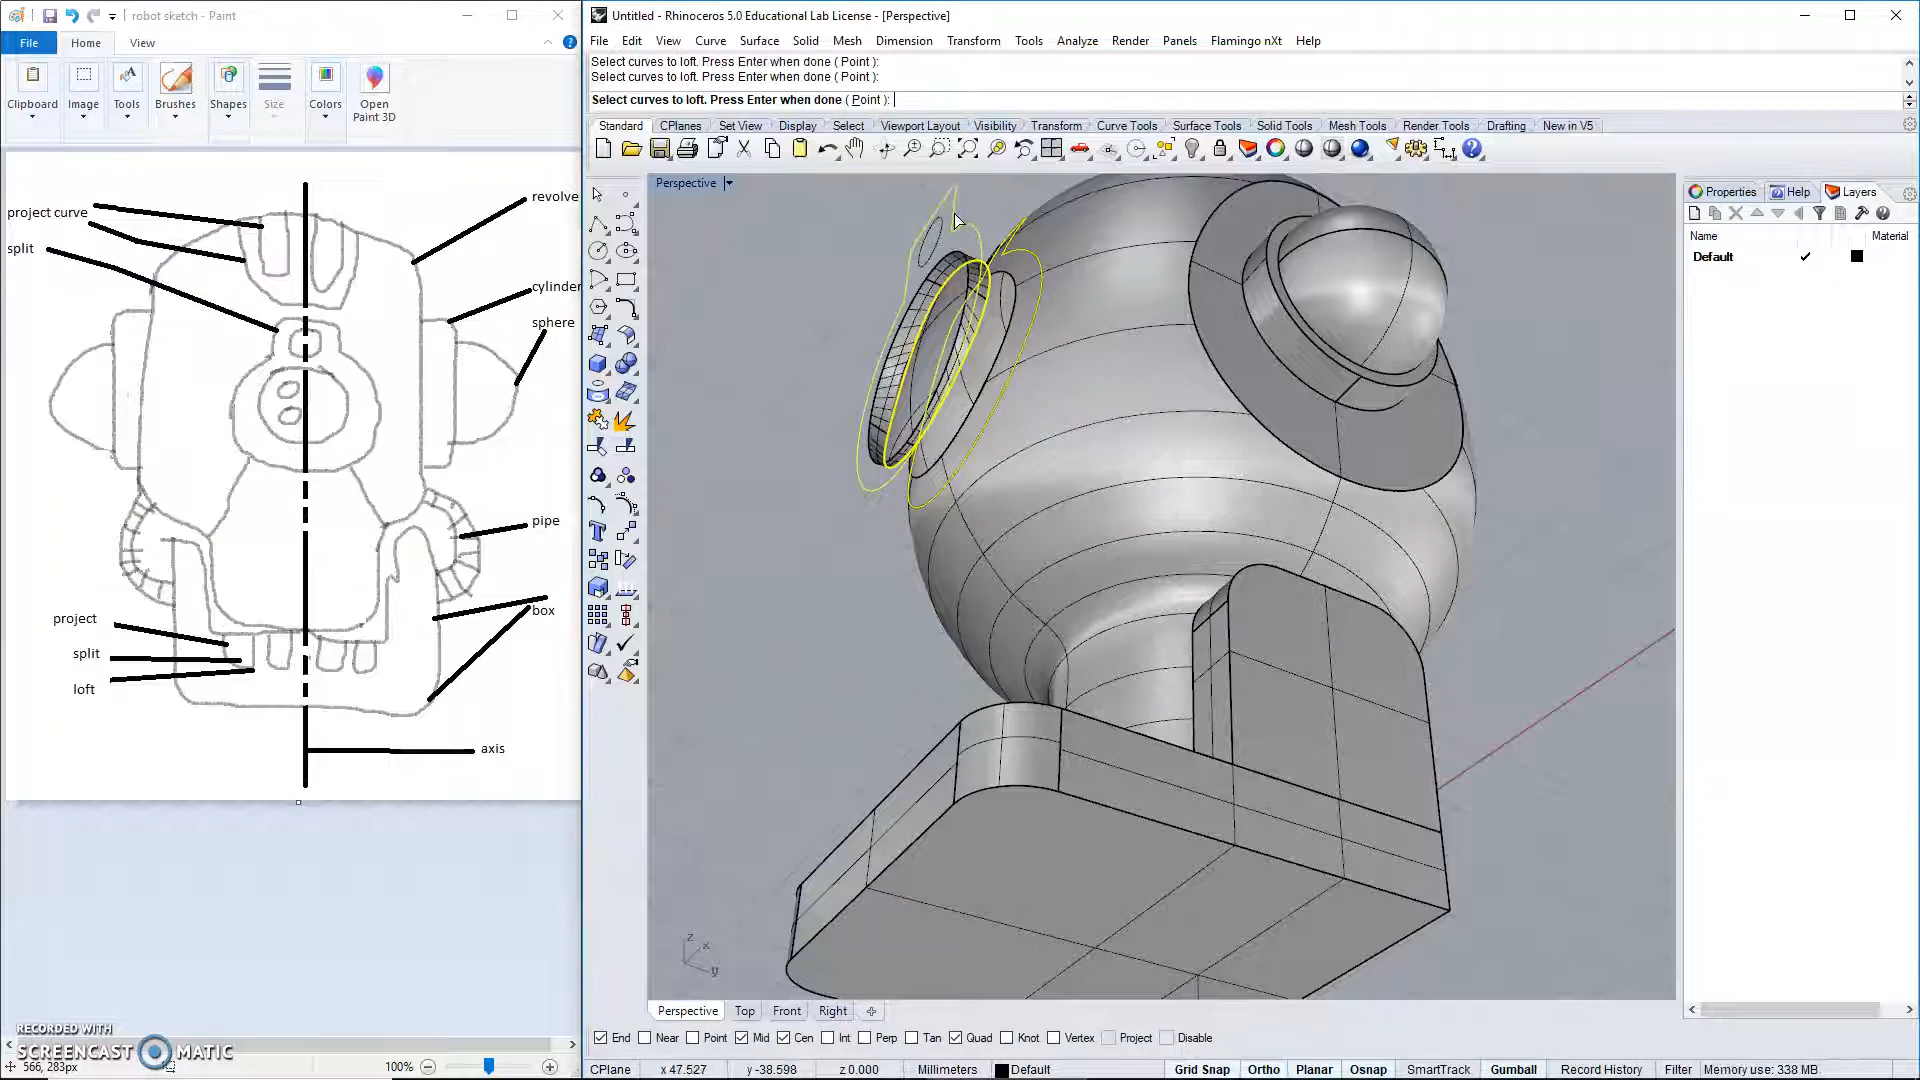 robot sketch - Paint
File Home View
Clipboard Image Tools Brushes Shapes Size Colors Open Paint 3D
project curve
split
revolve
cylinder
sphere
pipe
box
project
split
loft
axis
RECORDED WITH
SCREENCAST MATIC
566, 283px
100%
Untitled - Rhinoceros 5.0 Educational Lab License - [Perspective]
File Edit View Curve Surface Solid Mesh Dimension Transform Tools Analyze Render Panels Flamingo nXt Help
Select curves to loft. Press Enter when done ( Point ):
Select curves to loft. Press Enter when done ( Point ):
Select curves to loft. Press Enter when done ( Point ):
Standard CPlanes Set View Display Select Viewport Layout Visibility Transform Curve Tools Surface Tools Solid Tools Mesh Tools Render Tools Drafting New in V5
Perspective
z x y
Properties Help Layers
Name Material
Default
Perspective Top Front Right
End Near Point Mid Cen Int Perp Tan Quad Knot Vertex Project Disable
CPlane x 47.527 y -38.598 z 0.000 Millimeters Default Grid Snap Ortho Planar Osnap SmartTrack Gumball Record History Filter Memory use: 338 MB